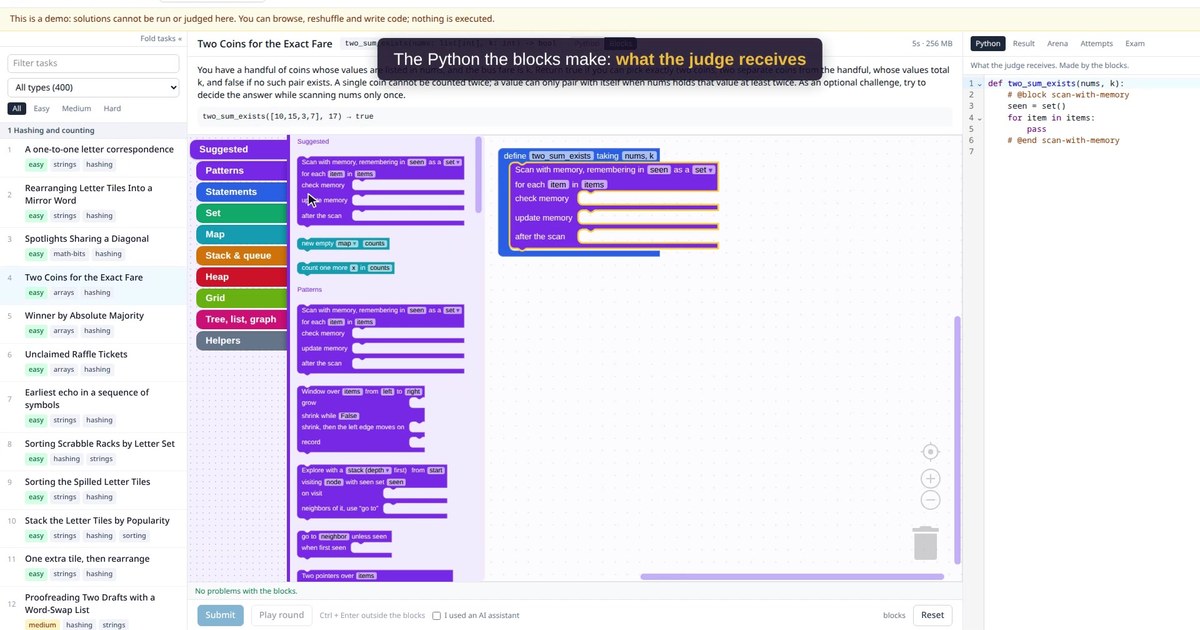 This is a demo: solutions cannot be run or judged here. You can browse, reshuffle and write code; nothing is executed.
Fold tasks «
Filter tasks
All types (400)
All Easy Medium Hard
1 Hashing and counting
1 A one-to-one letter correspondence
easy strings hashing
2 Rearranging Letter Tiles Into a
Mirror Word
easy strings hashing
3 Spotlights Sharing a Diagonal
easy math-bits hashing
4 Two Coins for the Exact Fare
easy arrays hashing
5 Winner by Absolute Majority
easy arrays hashing
6 Unclaimed Raffle Tickets
easy arrays hashing
7 Earliest echo in a sequence of
symbols
easy strings hashing
8 Sorting Scrabble Racks by Letter Set
easy hashing strings
9 Sorting the Spilled Letter Tiles
easy strings hashing
10 Stack the Letter Tiles by Popularity
easy strings hashing sorting
11 One extra tile, then rearrange
easy strings hashing
12 Proofreading Two Drafts with a
Word-Swap List
medium hashing strings
Two Coins for the Exact Fare
5s · 256 MB
The Python the blocks make: what the judge receives
You have a handful of coins whose values are
from the handful, whose values total
k, and false if no such pair exists. A single coin cannot be counted twice; a value can only pair with itself when nums holds that value at least twice. As an optional challenge, try to
decide the answer while scanning nums only once.
two_sum_exists([10,15,3,7], 17) → true
Suggested
Patterns
Statements
Set
Map
Stack & queue
Heap
Grid
Tree, list, graph
Helpers
Suggested
Scan with memory, remembering in seen as a set ▾
for each item in items
check memory
update memory
after the scan
new empty map ▾ counts
count one more x in counts
Patterns
Scan with memory, remembering in seen as a set ▾
for each item in items
check memory
update memory
after the scan
Window over items from left to right
grow
shrink while False
shrink, then the left edge moves on
record
Explore with a stack (depth ▾ first) from start
visiting node with seen set seen
on visit
neighbors of it, use "go to"
go to neighbor unless seen
when first seen
Two pointers over items
define two_sum_exists taking nums, k
Scan with memory, remembering in seen as a set ▾
for each item in items
check memory
update memory
after the scan
No problems with the blocks.
Submit Play round Ctrl + Enter outside the blocks I used an AI assistant blocks Reset
Python Result Arena Attempts Exam
What the judge receives. Made by the blocks.
1 def two_sum_exists(nums, k):
2 # @block scan-with-memory
3 seen = set()
4 for item in items:
5 pass
6 # @end scan-with-memory
7